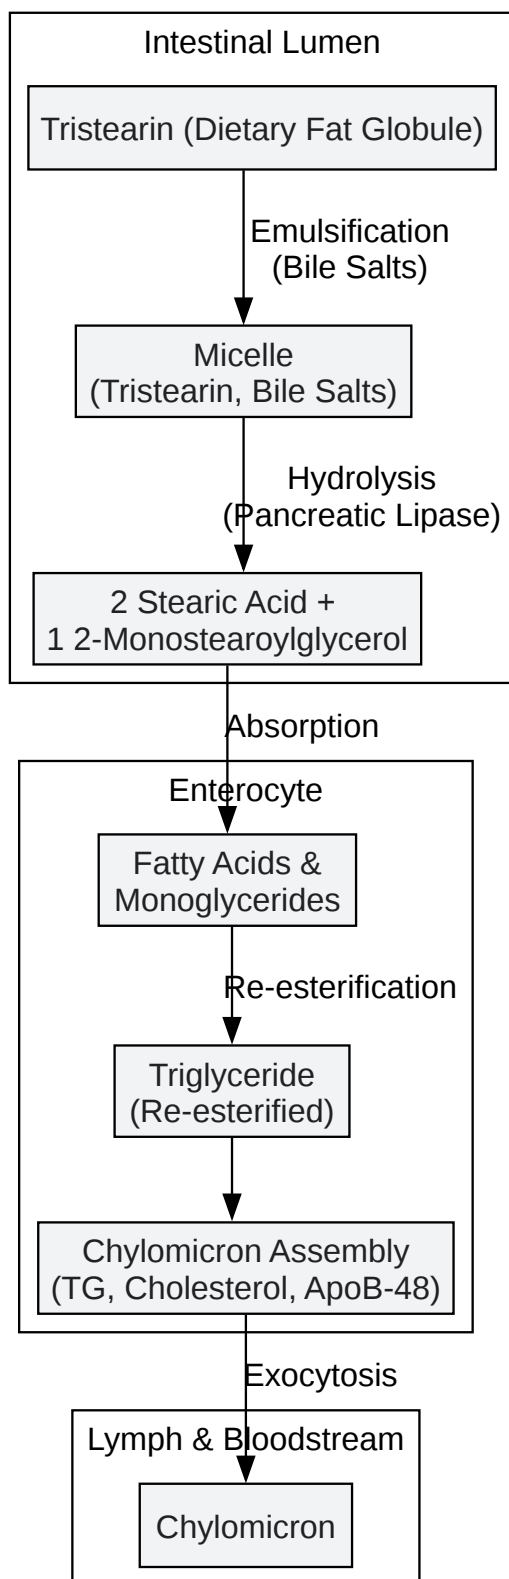 Intestinal Lumen
Tristearin (Dietary Fat Globule)
Emulsification
(Bile Salts)
Micelle
(Tristearin, Bile Salts)
Hydrolysis
(Pancreatic Lipase)
2 Stearic Acid +
1 2-Monostearoylglycerol
Absorption
Enterocyte
Fatty Acids &
Monoglycerides
Re-esterification
Triglyceride
(Re-esterified)
Chylomicron Assembly
(TG, Cholesterol, ApoB-48)
Exocytosis
Lymph & Bloodstream
Chylomicron